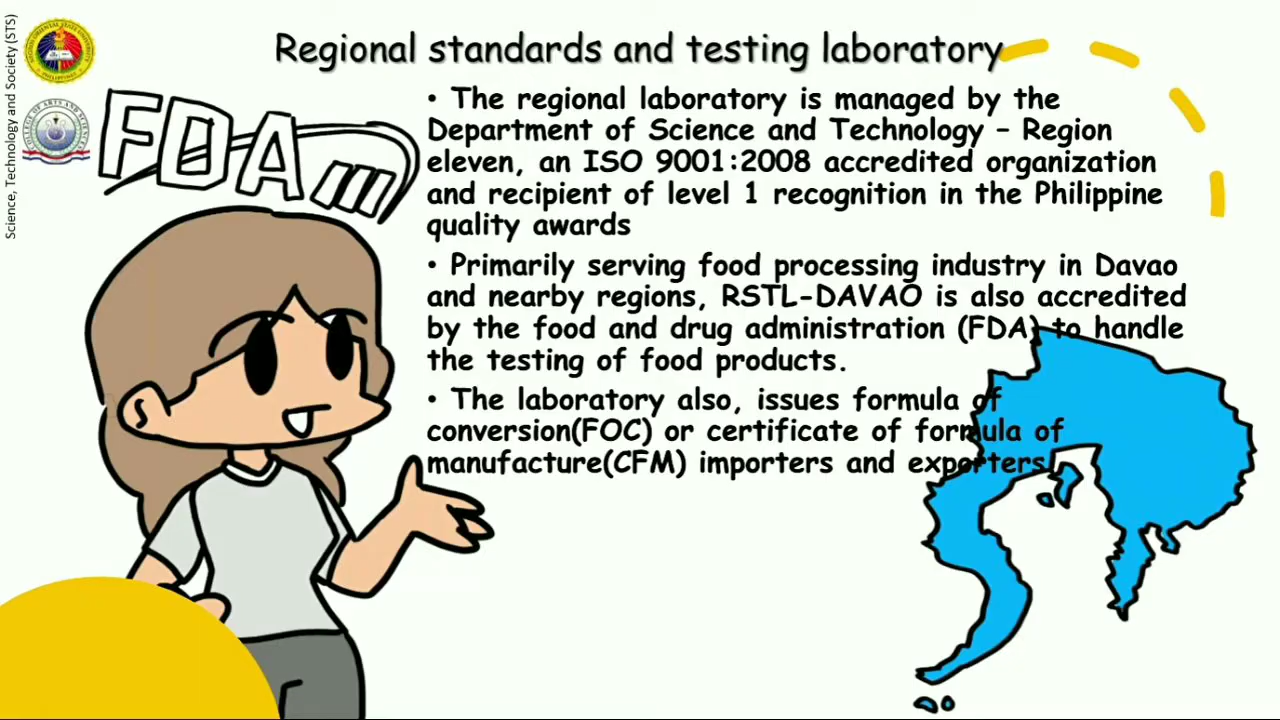 Science, Technology and Society (STS)
Regional standards and testing laboratory
FDA
• The regional laboratory is managed by the
Department of Science and Technology – Region
eleven, an ISO 9001:2008 accredited organization
and recipient of level 1 recognition in the Philippine
quality awards
• Primarily serving food processing industry in Davao
and nearby regions, RSTL-DAVAO is also accredited
by the food and drug administration (FDA) to handle
the testing of food products.
• The laboratory also, issues formula of
conversion(FOC) or certificate of formula of
manufacture(CFM) importers and exporters